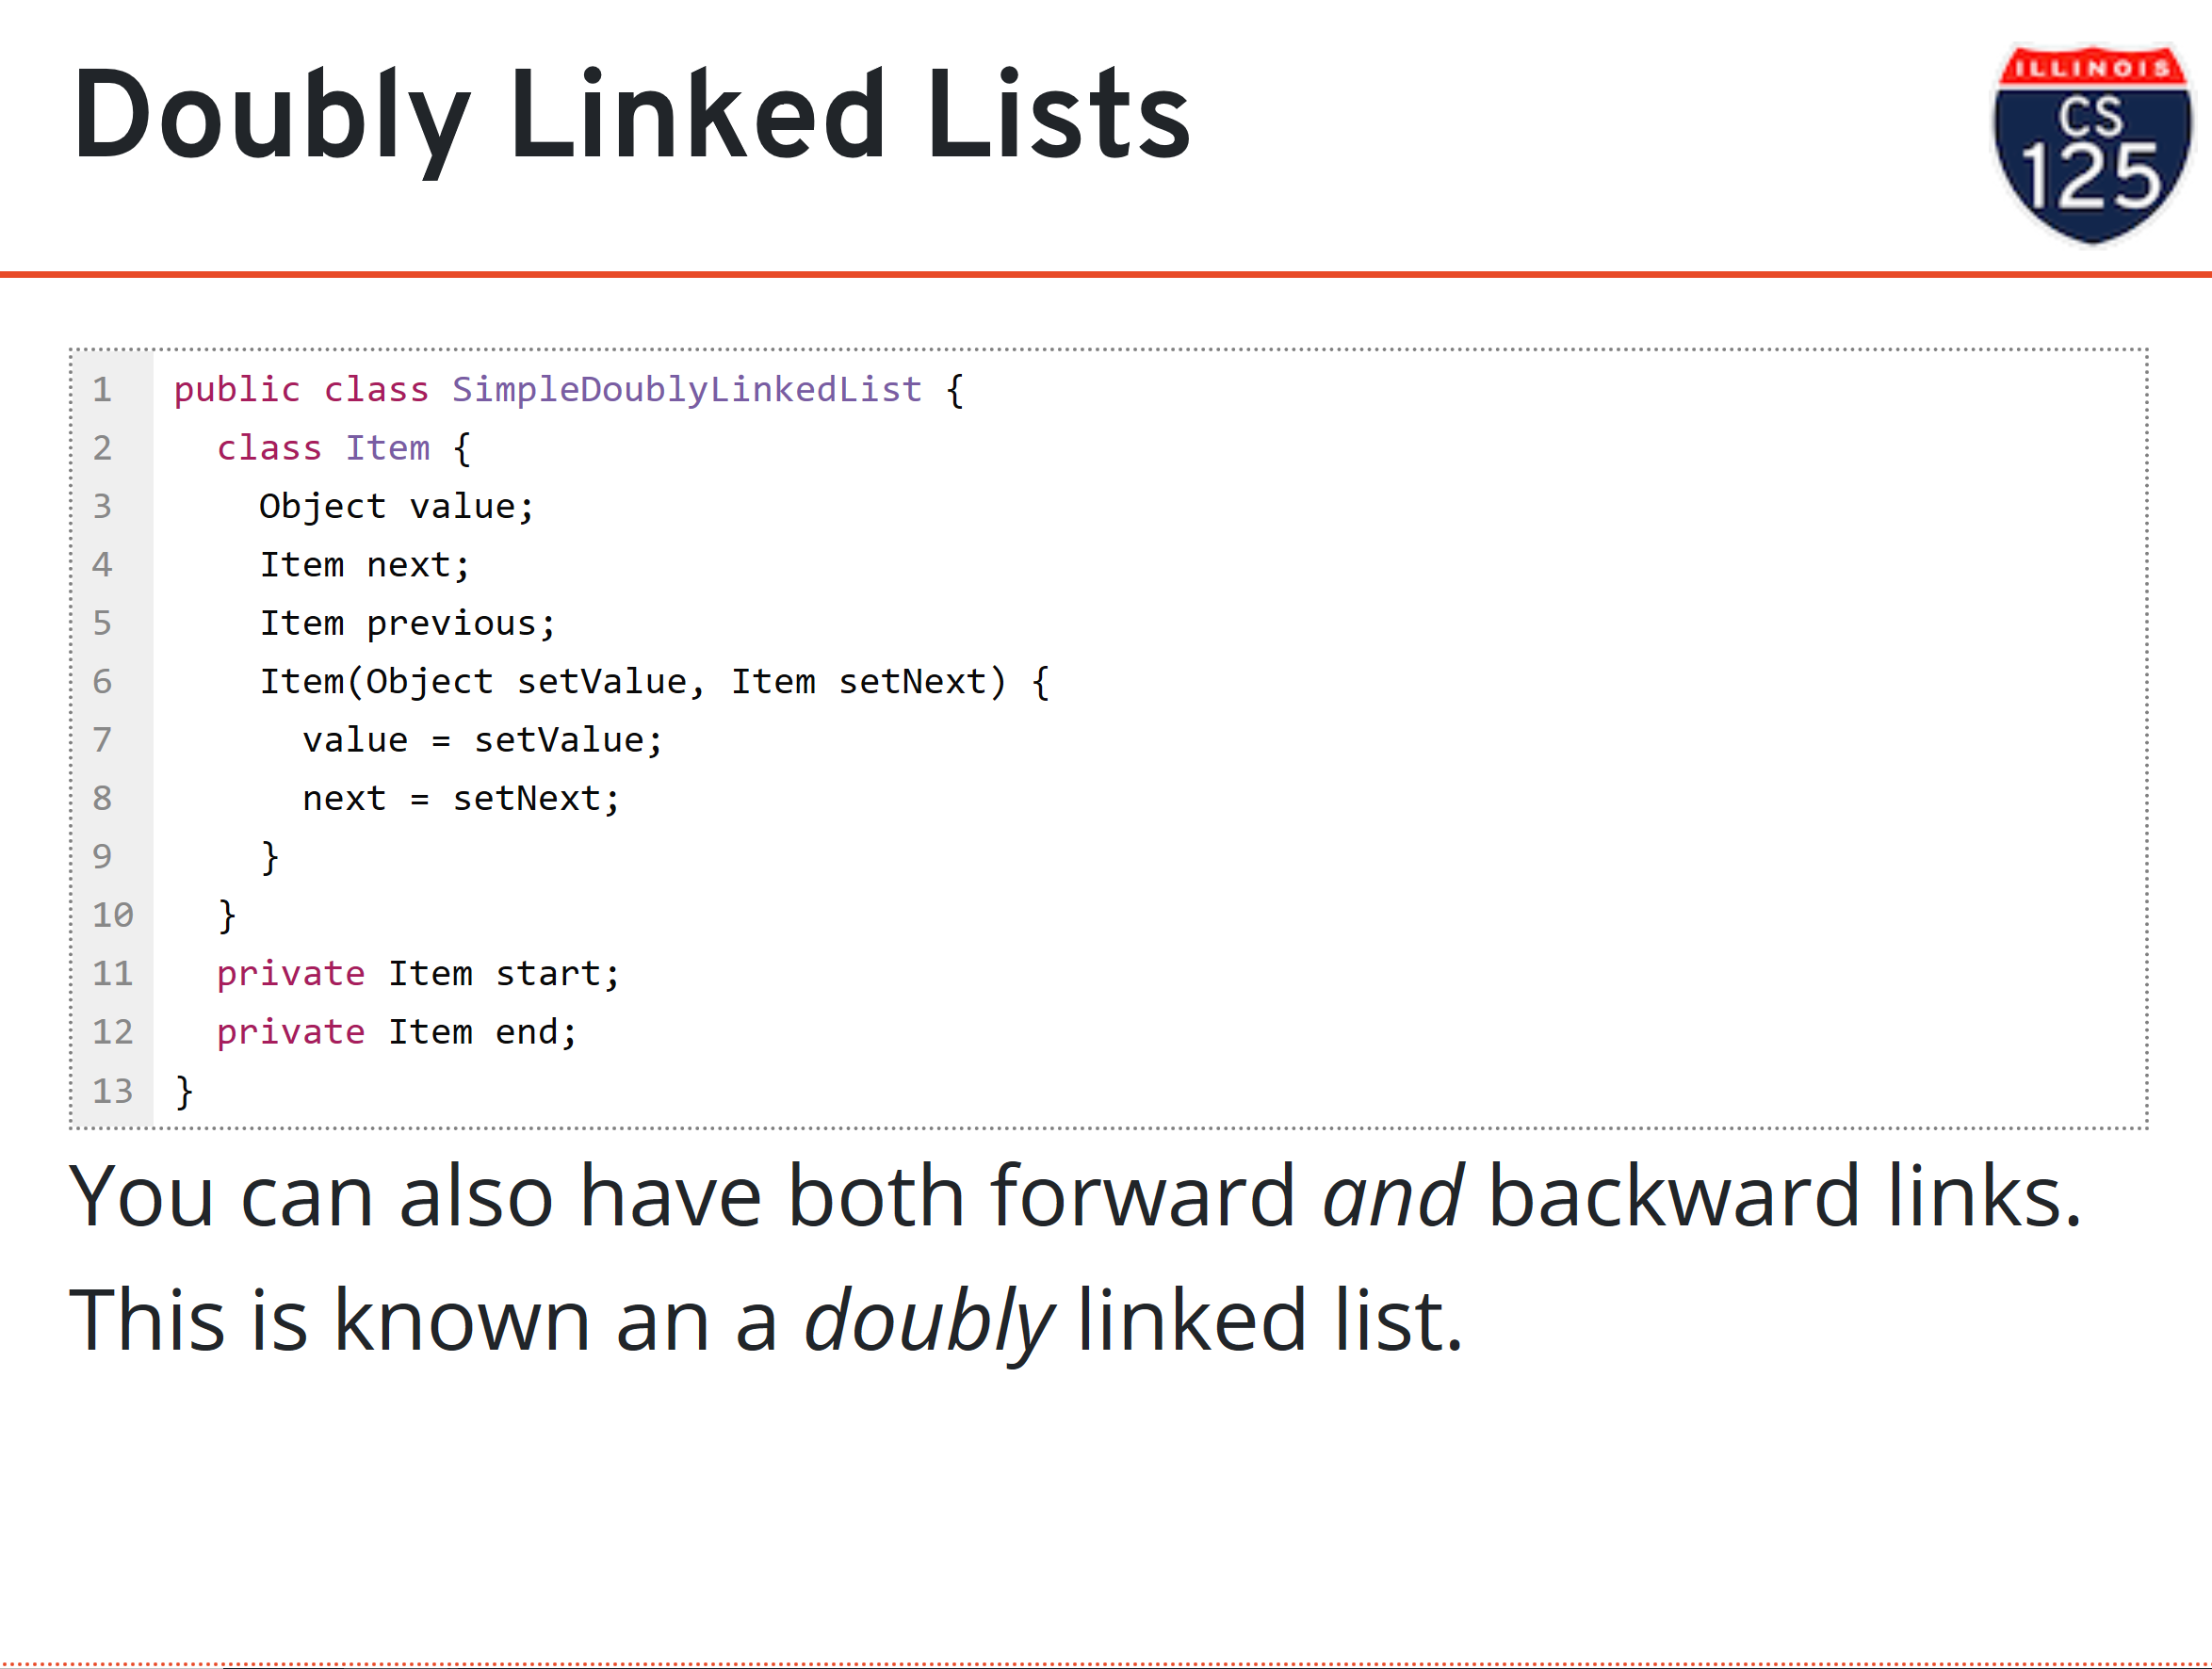 Doubly Linked Lists
ILLINOIS
CS
125
1 public class SimpleDoublyLinkedList {
2   class Item {
3     Object value;
4     Item next;
5     Item previous;
6     Item(Object setValue, Item setNext) {
7       value = setValue;
8       next = setNext;
9     }
10   }
11   private Item start;
12   private Item end;
13 }
You can also have both forward and backward links.
This is known an a doubly linked list.